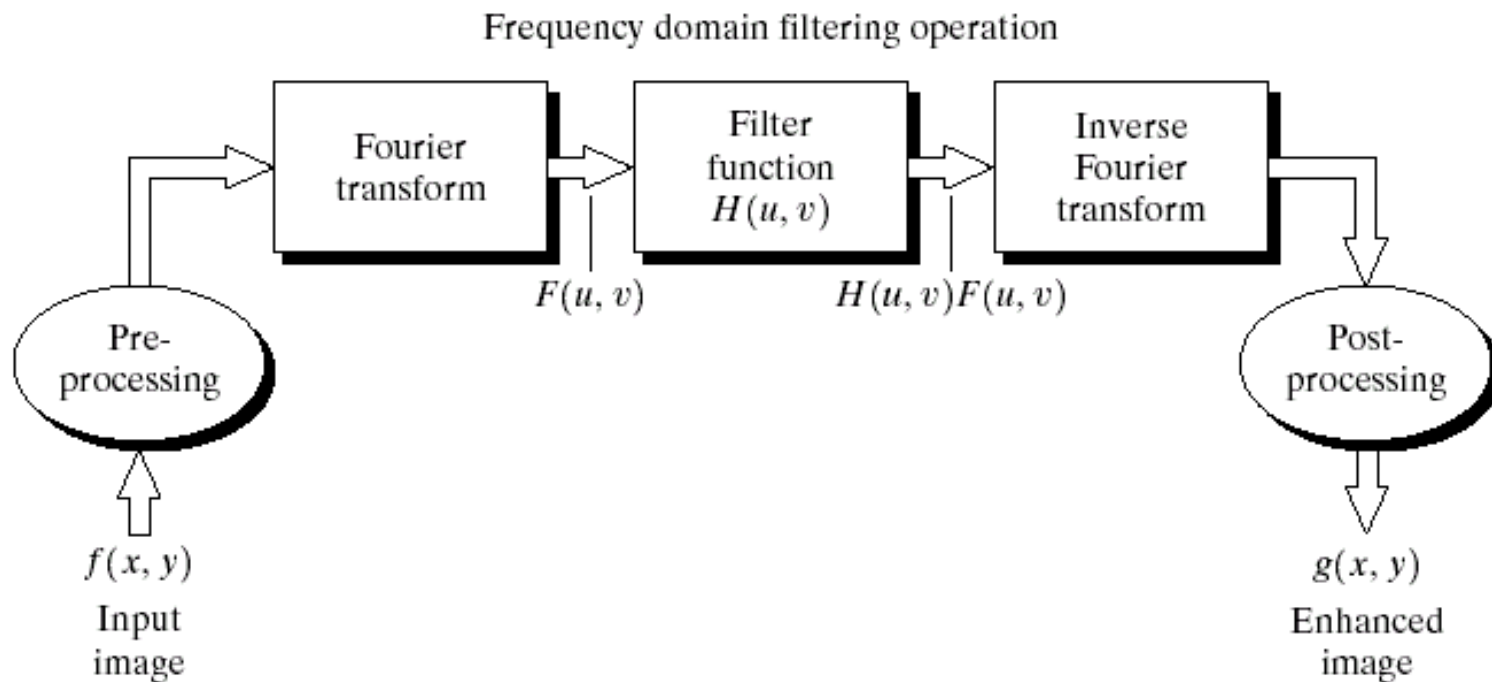 Frequency domain filtering operation
Fourier
transform
Filter
function
H(u, v)
Inverse
Fourier
transform
F(u, v)
H(u, v)F(u, v)
Pre-
processing
Post-
processing
f(x, y)
Input
image
g(x, y)
Enhanced
image